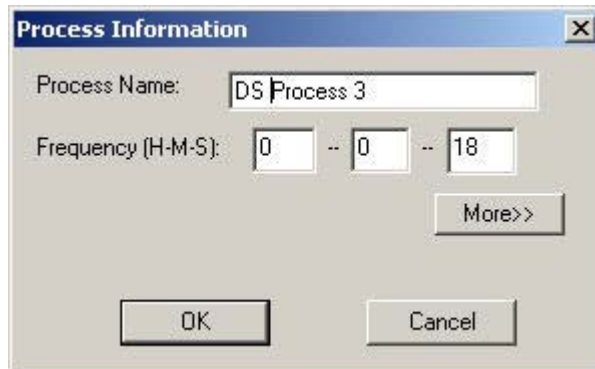 Process Information
Process Name: DS Process 3
Frequency (H-M-S): 0 -- 0 -- 18
More>>
OK Cancel